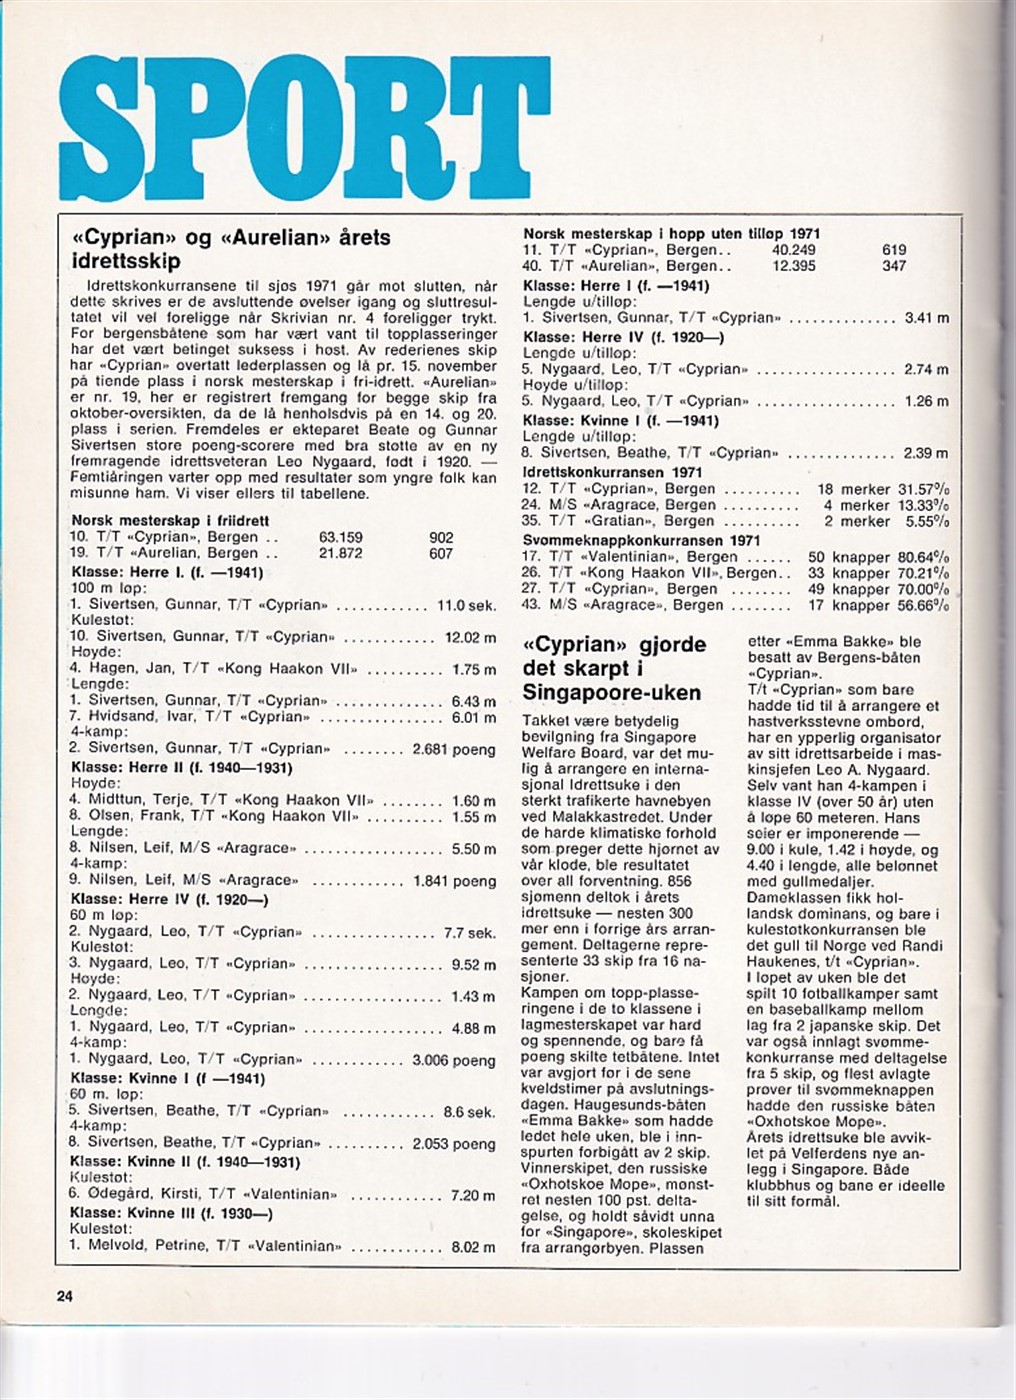 SPORT
«Cyprian» og «Aurelian» årets
idrettsskip
Idrettskonkurransene til sjøs 1971 går mot slutten, når
dette skrives er de avsluttende øvelser igang og sluttresul-
tatet vil vel foreligge når Skrivian nr. 4 foreligger trykt.
For bergensbåtene som har vært vant til topplasseringer
har det vært betinget suksess i høst. Av rederienes skip
har «Cyprian» overtatt lederplassen og lå pr. 15. november
på tiende plass i norsk mesterskap i fri-idrett. «Aurelian»
er nr. 19, her er registrert fremgang for begge skip fra
oktober-oversikten, da de lå henholdsvis på en 14. og 20.
plass i serien. Fremdeles er ekteparet Beate og Gunnar
Sivertsen store poeng-scorere med bra støtte av en ny
fremragende idrettsveteran Leo Nygaard, født i 1920. —
Femtiåringen varter opp med resultater som yngre folk kan
misunne ham. Vi viser ellers til tabellene.
Norsk mesterskap i friidrett
10. T/T «Cyprian», Bergen .. 63.159 902
19. T/T «Aurelian, Bergen .. 21.872 607
Klasse: Herre I. (f. —1941)
100 m løp:
1. Sivertsen, Gunnar, T/T «Cyprian» ............ 11.0 sek.
Kulestøt:
10. Sivertsen, Gunnar, T/T «Cyprian» ............ 12.02 m
Høyde:
4. Hagen, Jan, T/T «Kong Haakon VII» .......... 1.75 m
Lengde:
1. Sivertsen, Gunnar, T/T «Cyprian» .............. 6.43 m
7. Hvidsand, Ivar, T/T «Cyprian» ................ 6.01 m
4-kamp:
2. Sivertsen, Gunnar, T/T «Cyprian» ........ 2.681 poeng
Klasse: Herre II (f. 1940—1931)
Høyde:
4. Midttun, Terje, T/T «Kong Haakon VII» ........ 1.60 m
8. Olsen, Frank, T/T «Kong Haakon VII» .......... 1.55 m
Lengde:
8. Nilsen, Leif, M/S «Aragrace» .................. 5.50 m
4-kamp:
9. Nilsen, Leif, M/S «Aragrace» ............ 1.841 poeng
Klasse: Herre IV (f. 1920—)
60 m løp:
2. Nygaard, Leo, T/T «Cyprian» ................ 7.7 sek.
Kulestøt:
3. Nygaard, Leo, T/T «Cyprian» .................. 9.52 m
Høyde:
2. Nygaard, Leo, T/T «Cyprian» .................. 1.43 m
Lengde:
1. Nygaard, Leo, T/T «Cyprian» .................. 4.88 m
4-kamp:
1. Nygaard, Leo, T/T «Cyprian» ............ 3.006 poeng
Klasse: Kvinne I (f —1941)
60 m. løp:
5. Sivertsen, Beathe, T/T «Cyprian» ............ 8.6 sek.
4-kamp:
8. Sivertsen, Beathe, T/T «Cyprian» .......... 2.053 poeng
Klasse: Kvinne II (f. 1940—1931)
Kulestøt:
6. Ødegård, Kirsti, T/T «Valentinian» ............ 7.20 m
Klasse: Kvinne III (f. 1930—)
Kulestøt:
1. Melvold, Petrine, T/T «Valentinian» ............ 8.02 m
Norsk mesterskap i hopp uten tilløp 1971
11. T/T «Cyprian», Bergen.. 40.249 619
40. T/T «Aurelian», Bergen.. 12.395 347
Klasse: Herre I (f. —1941)
Lengde u/tilløp:
1. Sivertsen, Gunnar, T/T «Cyprian» .............. 3.41 m
Klasse: Herre IV (f. 1920—)
Lengde u/tilløp:
5. Nygaard, Leo, T/T «Cyprian» .................. 2.74 m
Høyde u/tilløp:
5. Nygaard, Leo, T/T «Cyprian» .................. 1.26 m
Klasse: Kvinne I (f. —1941)
Lengde u/tilløp:
8. Sivertsen, Beathe, T/T «Cyprian» .............. 2.39 m
Idrettskonkurransen 1971
12. T/T «Cyprian», Bergen .......... 18 merker 31.57%
24. M/S «Aragrace, Bergen .......... 4 merker 13.33%
35. T/T «Gratian», Bergen .......... 2 merker 5.55%
Svømmeknappkonkurransen 1971
17. T/T «Valentinian», Bergen ...... 50 knapper 80.64%
26. T/T «Kong Haakon VII», Bergen.. 33 knapper 70.21%
27. T/T «Cyprian», Bergen ........ 49 knapper 70.00%
43. M/S «Aragrace», Bergen ........ 17 knapper 56.66%
«Cyprian» gjorde
det skarpt i
Singapoore-uken
Takket være betydelig
bevilgning fra Singapore
Welfare Board, var det mu-
lig å arrangere en interna-
sjonal Idrettsuke i den
sterkt trafikerte havnebyen
ved Malakkastredet. Under
de harde klimatiske forhold
som preger dette hjørnet av
vår klode, ble resultatet
over all forventning. 856
sjømenn deltok i årets
idrettsuke — nesten 300
mer enn i forrige års arran-
gement. Deltagerne repre-
senterte 33 skip fra 16 na-
sjoner.
Kampen om topp-plasse-
ringene i de to klassene i
lagmesterskapet var hard
og spennende, og bare få
poeng skilte tetbåtene. Intet
var avgjort før i de sene
kveldstimer på avslutnings-
dagen. Haugesunds-båten
«Emma Bakke» som hadde
ledet hele uken, ble i inn-
spurten forbigått av 2 skip.
Vinnerskipet, den russiske
«Oxhotskoe Mope», mønst-
ret nesten 100 pst. delta-
gelse, og holdt såvidt unna
for «Singapore», skoleskipet
fra arrangørbyen. Plassen
etter «Emma Bakke» ble
besatt av Bergens-båten
«Cyprian».
T/t «Cyprian» som bare
hadde tid til å arrangere et
hastverksstevne ombord,
har en ypperlig organisator
av sitt idrettsarbeide i mas-
kinsjefen Leo A. Nygaard.
Selv vant han 4-kampen i
klasse IV (over 50 år) uten
å løpe 60 meteren. Hans
seier er imponerende —
9.00 i kule, 1.42 i høyde, og
4.40 i lengde, alle belønnet
med gullmedaljer.
Dameklassen fikk hol-
landsk dominans, og bare i
kulestøtkonkurransen ble
det gull til Norge ved Randi
Haukenes, t/t «Cyprian».
I løpet av uken ble det
spilt 10 fotballkamper samt
en baseballkamp mellom
lag fra 2 japanske skip. Det
var også innlagt svømme-
konkurranse med deltagelse
fra 5 skip, og flest avlagte
prøver til svømmeknappen
hadde den russiske båten
«Oxhotskoe Mope».
Årets idrettsuke ble avvik-
let på Velferdens nye an-
legg i Singapore. Både
klubbhus og bane er ideelle
til sitt formål.
24